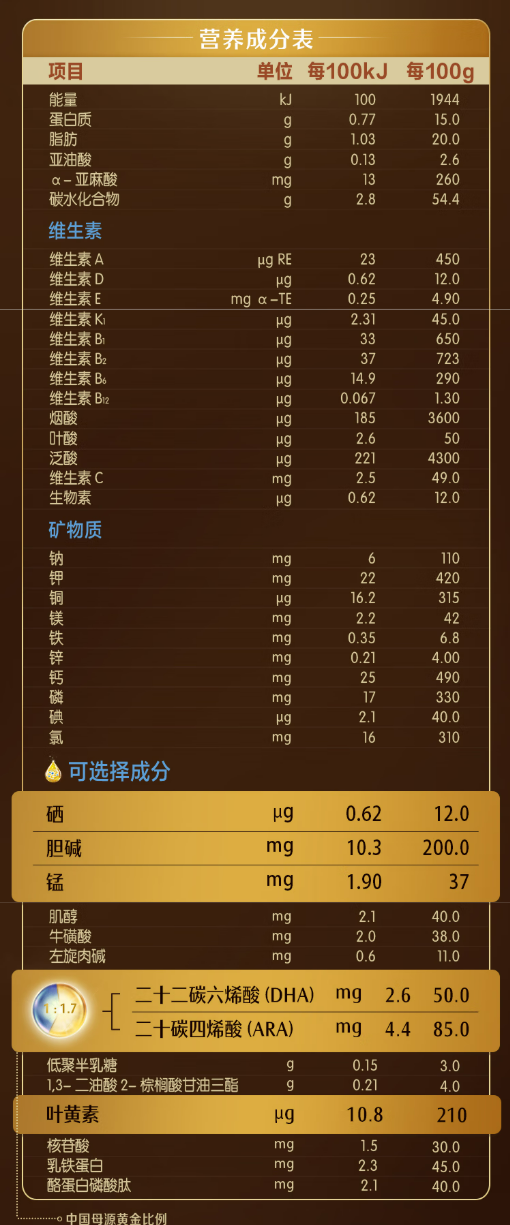 营养成分表
项目 单位 每100kJ 每100g
能量 kJ 100 1944
蛋白质 g 0.77 15.0
脂肪 g 1.03 20.0
亚油酸 g 0.13 2.6
α-亚麻酸 mg 13 260
碳水化合物 g 2.8 54.4
维生素
维生素 A μg RE 23 450
维生素 D μg 0.62 12.0
维生素 E mg α-TE 0.25 4.90
维生素 K₁ μg 2.31 45.0
维生素 B₁ μg 33 650
维生素 B₂ μg 37 723
维生素 B₆ μg 14.9 290
维生素 B₁₂ μg 0.067 1.30
烟酸 μg 185 3600
叶酸 μg 2.6 50
泛酸 μg 221 4300
维生素 C mg 2.5 49.0
生物素 μg 0.62 12.0
矿物质
钠 mg 6 110
钾 mg 22 420
铜 μg 16.2 315
镁 mg 2.2 42
铁 mg 0.35 6.8
锌 mg 0.21 4.00
钙 mg 25 490
磷 mg 17 330
碘 μg 2.1 40.0
氯 mg 16 310
可选择成分
硒 μg 0.62 12.0
胆碱 mg 10.3 200.0
锰 mg 1.90 37
肌醇 mg 2.1 40.0
牛磺酸 mg 2.0 38.0
左旋肉碱 mg 0.6 11.0
1:1.7
二十二碳六烯酸 (DHA) mg 2.6 50.0
二十碳四烯酸 (ARA) mg 4.4 85.0
低聚半乳糖 g 0.15 3.0
1,3-二油酸 2-棕榈酸甘油三酯 g 0.21 4.0
叶黄素 μg 10.8 210
核苷酸 mg 1.5 30.0
乳铁蛋白 mg 2.3 45.0
酪蛋白磷酸肽 mg 2.1 40.0
中国母源黄金比例